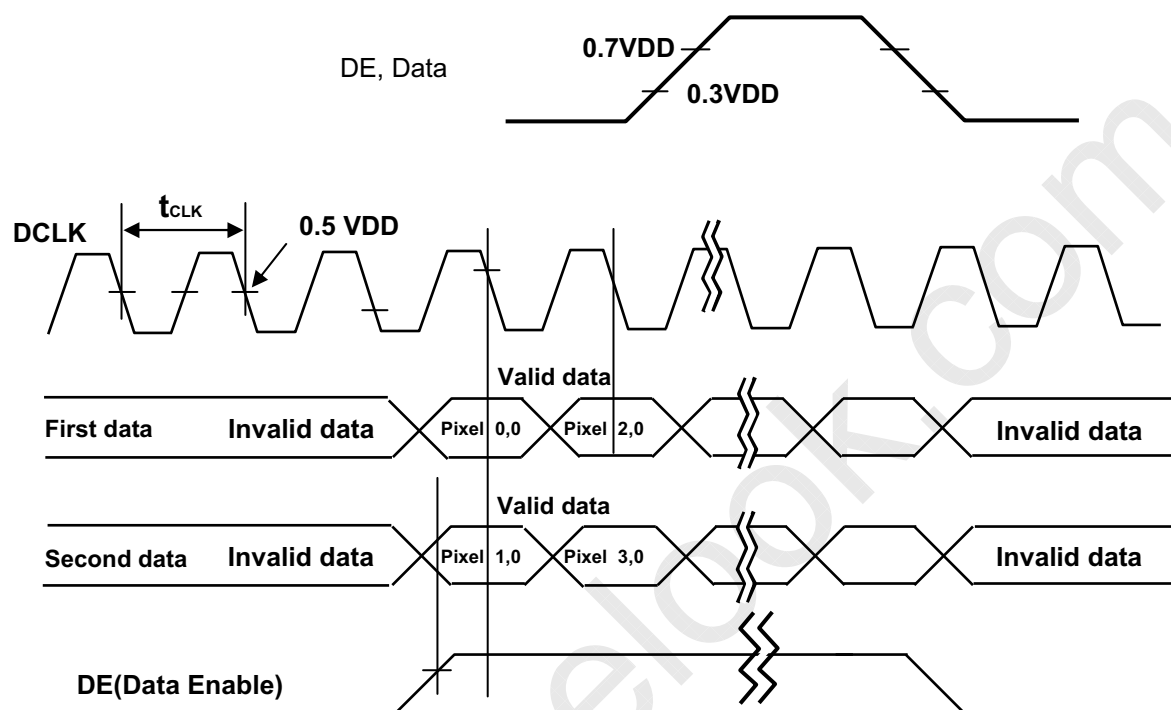 0.7VDD
DE, Data
0.3VDD
tCLK
0.5 VDD
DCLK
Valid data
First data
Invalid data
Pixel 0,0
Pixel 2,0
Invalid data
Valid data
Second data
Invalid data
Pixel 1,0
Pixel 3,0
Invalid data
DE(Data Enable)
elook.com